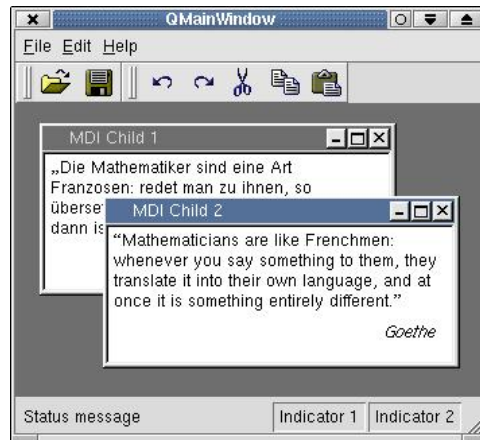 QMainWindow
File Edit Help
MDI Child 1
„Die Mathematiker sind eine Art
Franzosen: redet man zu ihnen, so
dann
MDI Child 2
“Mathematicians are like Frenchmen:
whenever you say something to them, they
translate it into their own language, and at
once it is something entirely different.”
Goethe
Status message
Indicator 1
Indicator 2